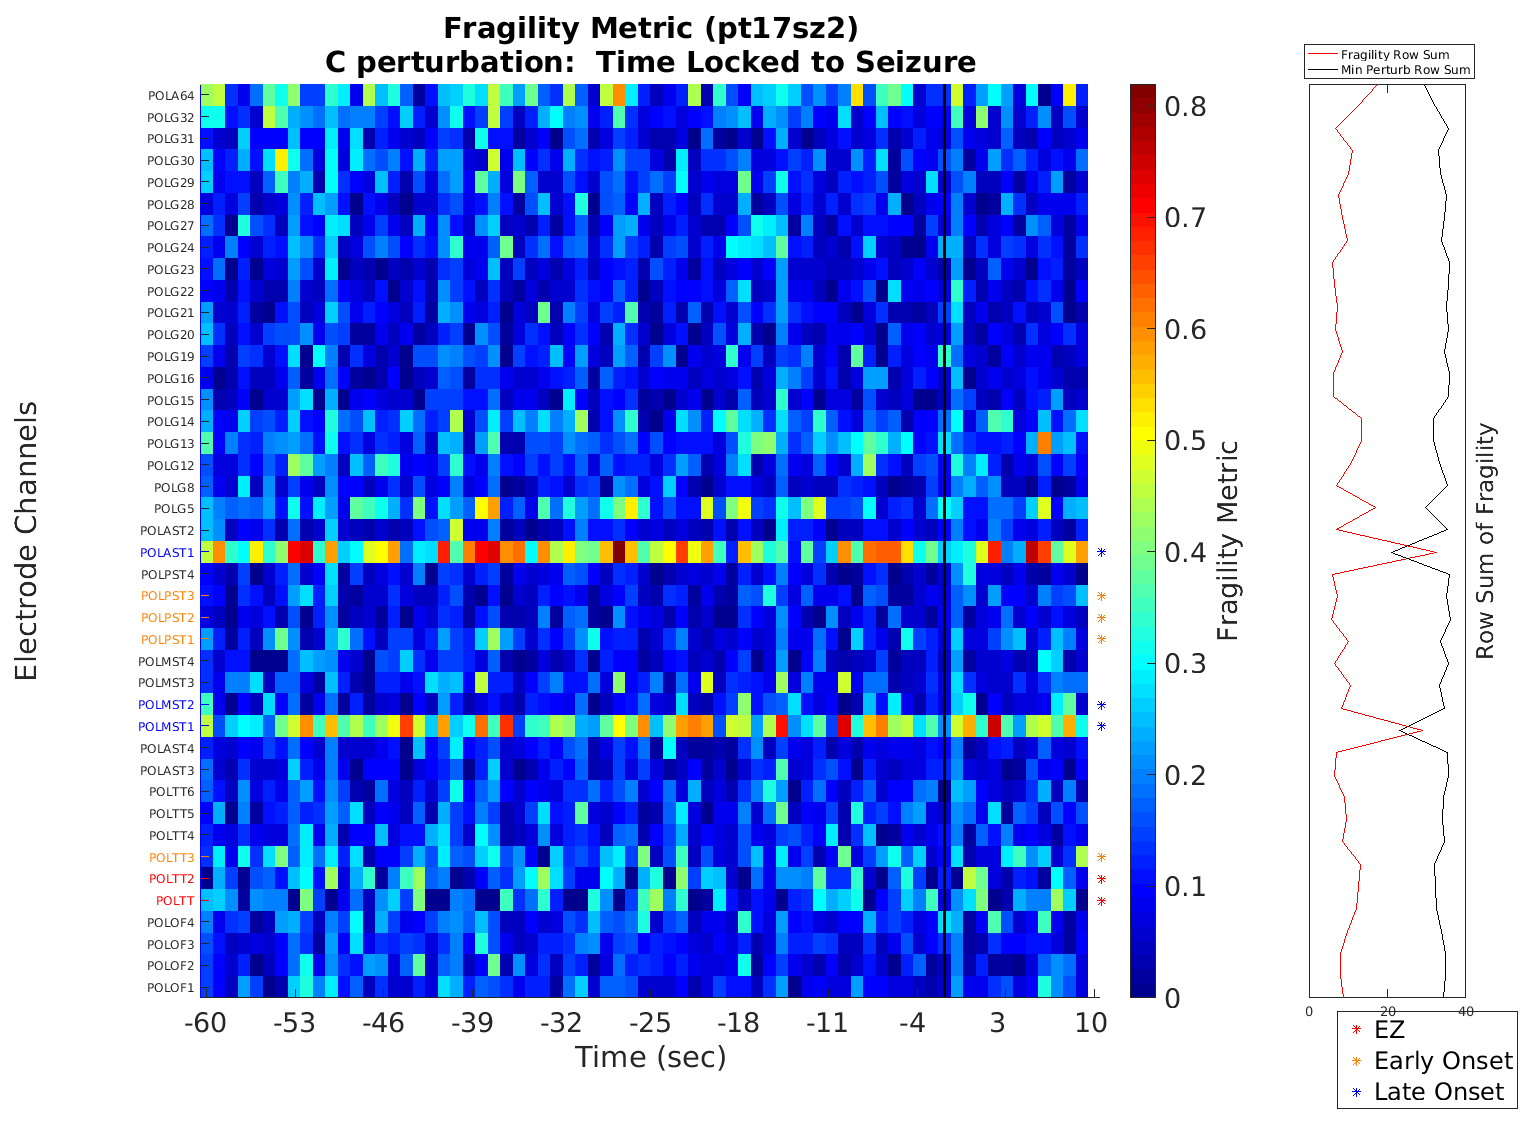 Fragility Metric (pt17sz2)
C perturbation:  Time Locked to Seizure
Fragility Row Sum
Min Perturb Row Sum
Electrode Channels
POLA64
POLG32
POLG31
POLG30
POLG29
POLG28
POLG27
POLG24
POLG23
POLG22
POLG21
POLG20
POLG19
POLG16
POLG15
POLG14
POLG13
POLG12
POLG8
POLG5
POLAST2
POLAST1
POLPST4
POLPST3
POLPST2
POLPST1
POLMST4
POLMST3
POLMST2
POLMST1
POLAST4
POLAST3
POLTT6
POLTT5
POLTT4
POLTT3
POLTT2
POLTT
POLOF4
POLOF3
POLOF2
POLOF1
-60 -53 -46 -39 -32 -25 -18 -11 -4 3 10
Time (sec)
0.8
0.7
0.6
0.5
0.4
0.3
0.2
0.1
0
Fragility Metric
Row Sum of Fragility
0 20 40
EZ
Early Onset
Late Onset